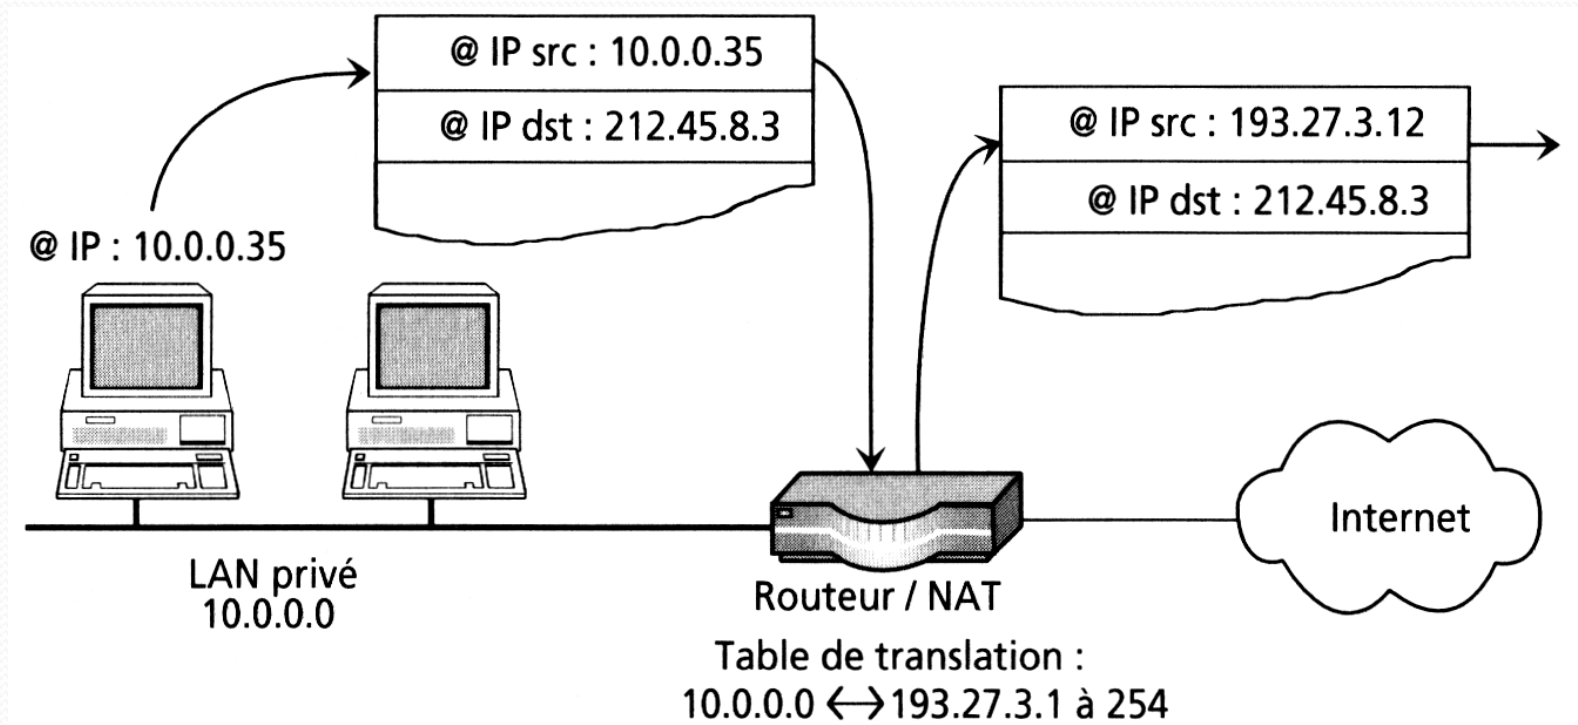 @ IP src : 10.0.0.35
@ IP dst : 212.45.8.3
@ IP src : 193.27.3.12
@ IP dst : 212.45.8.3
@ IP : 10.0.0.35
Internet
LAN privé
10.0.0.0
Routeur / NAT
Table de translation :
10.0.0.0 <–> 193.27.3.1 à 254